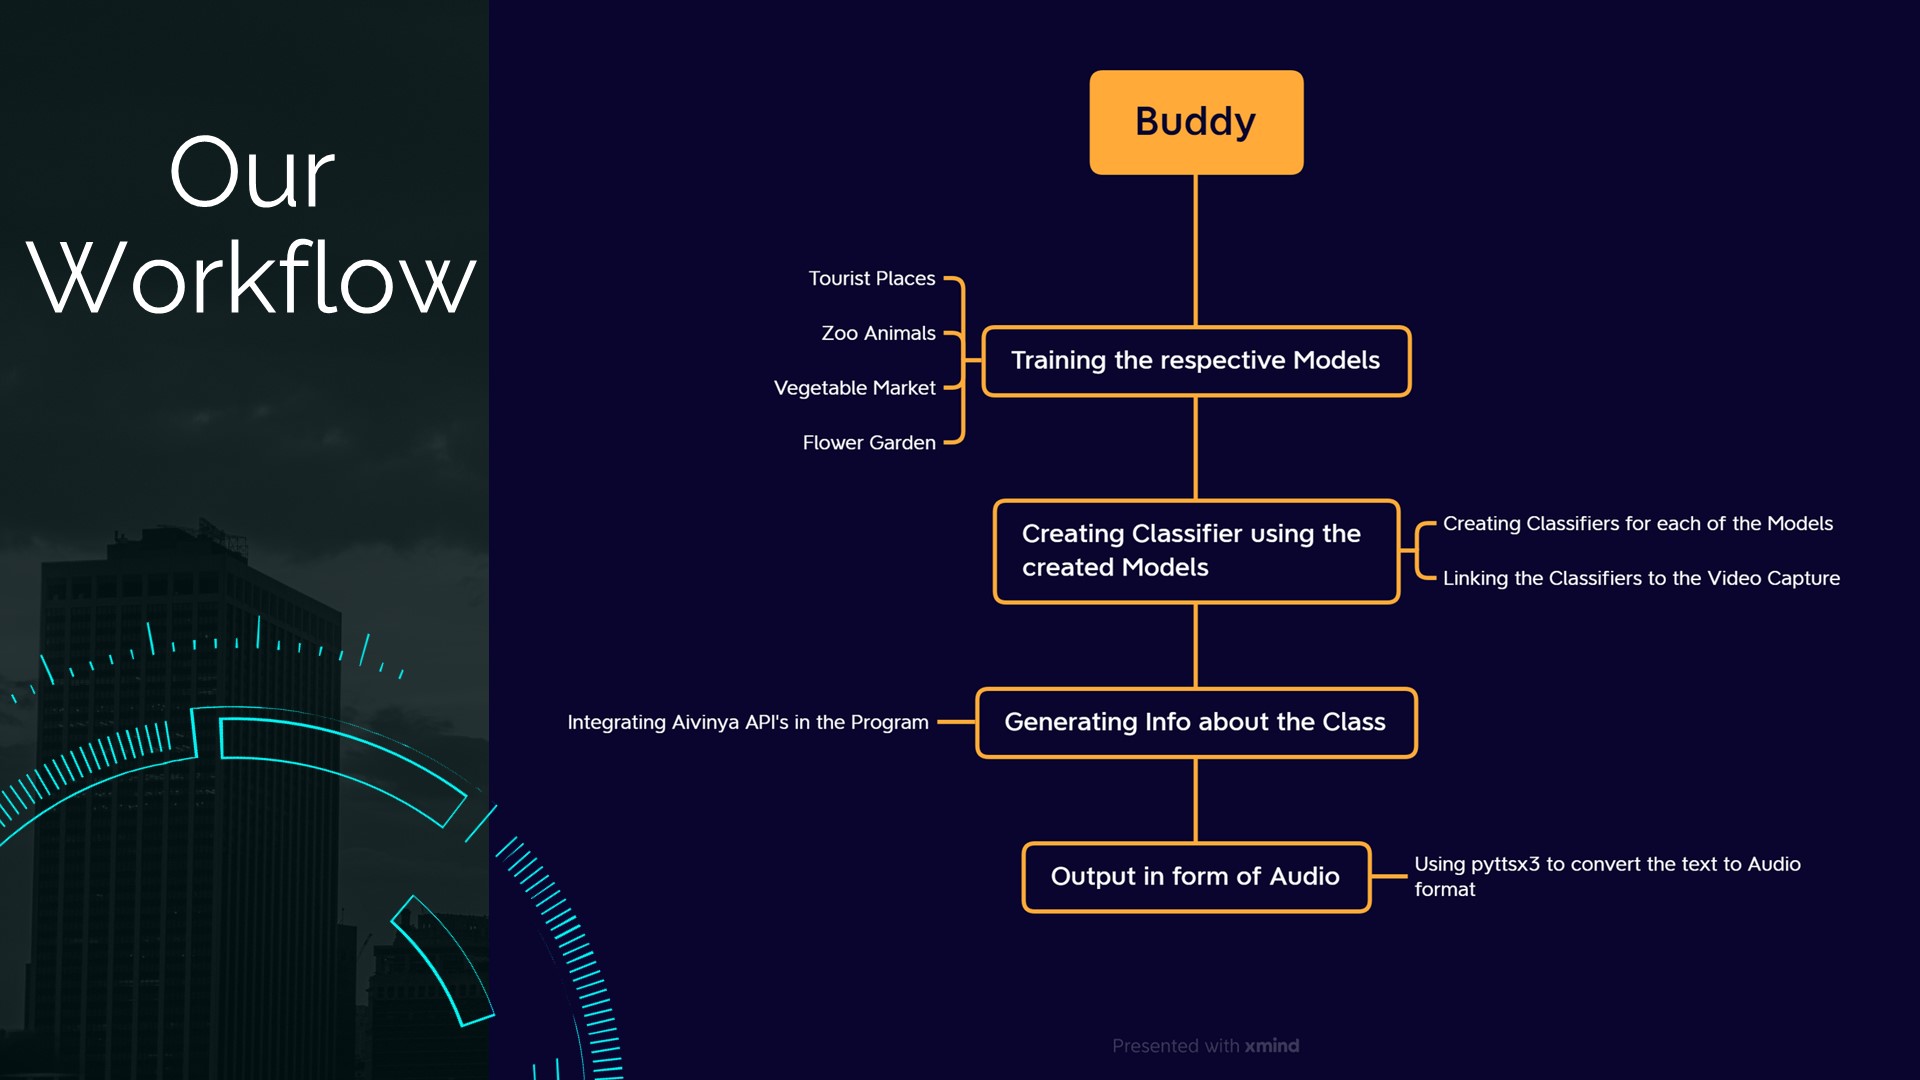 Our
Workflow
Buddy
Tourist Places
Zoo Animals
Vegetable Market
Flower Garden
Training the respective Models
Creating Classifier using the
created Models
Creating Classifiers for each of the Models
Linking the Classifiers to the Video Capture
Integrating Aivinya API's in the Program
Generating Info about the Class
Output in form of Audio
Using pyttsx3 to convert the text to Audio
format
Presented with xmind